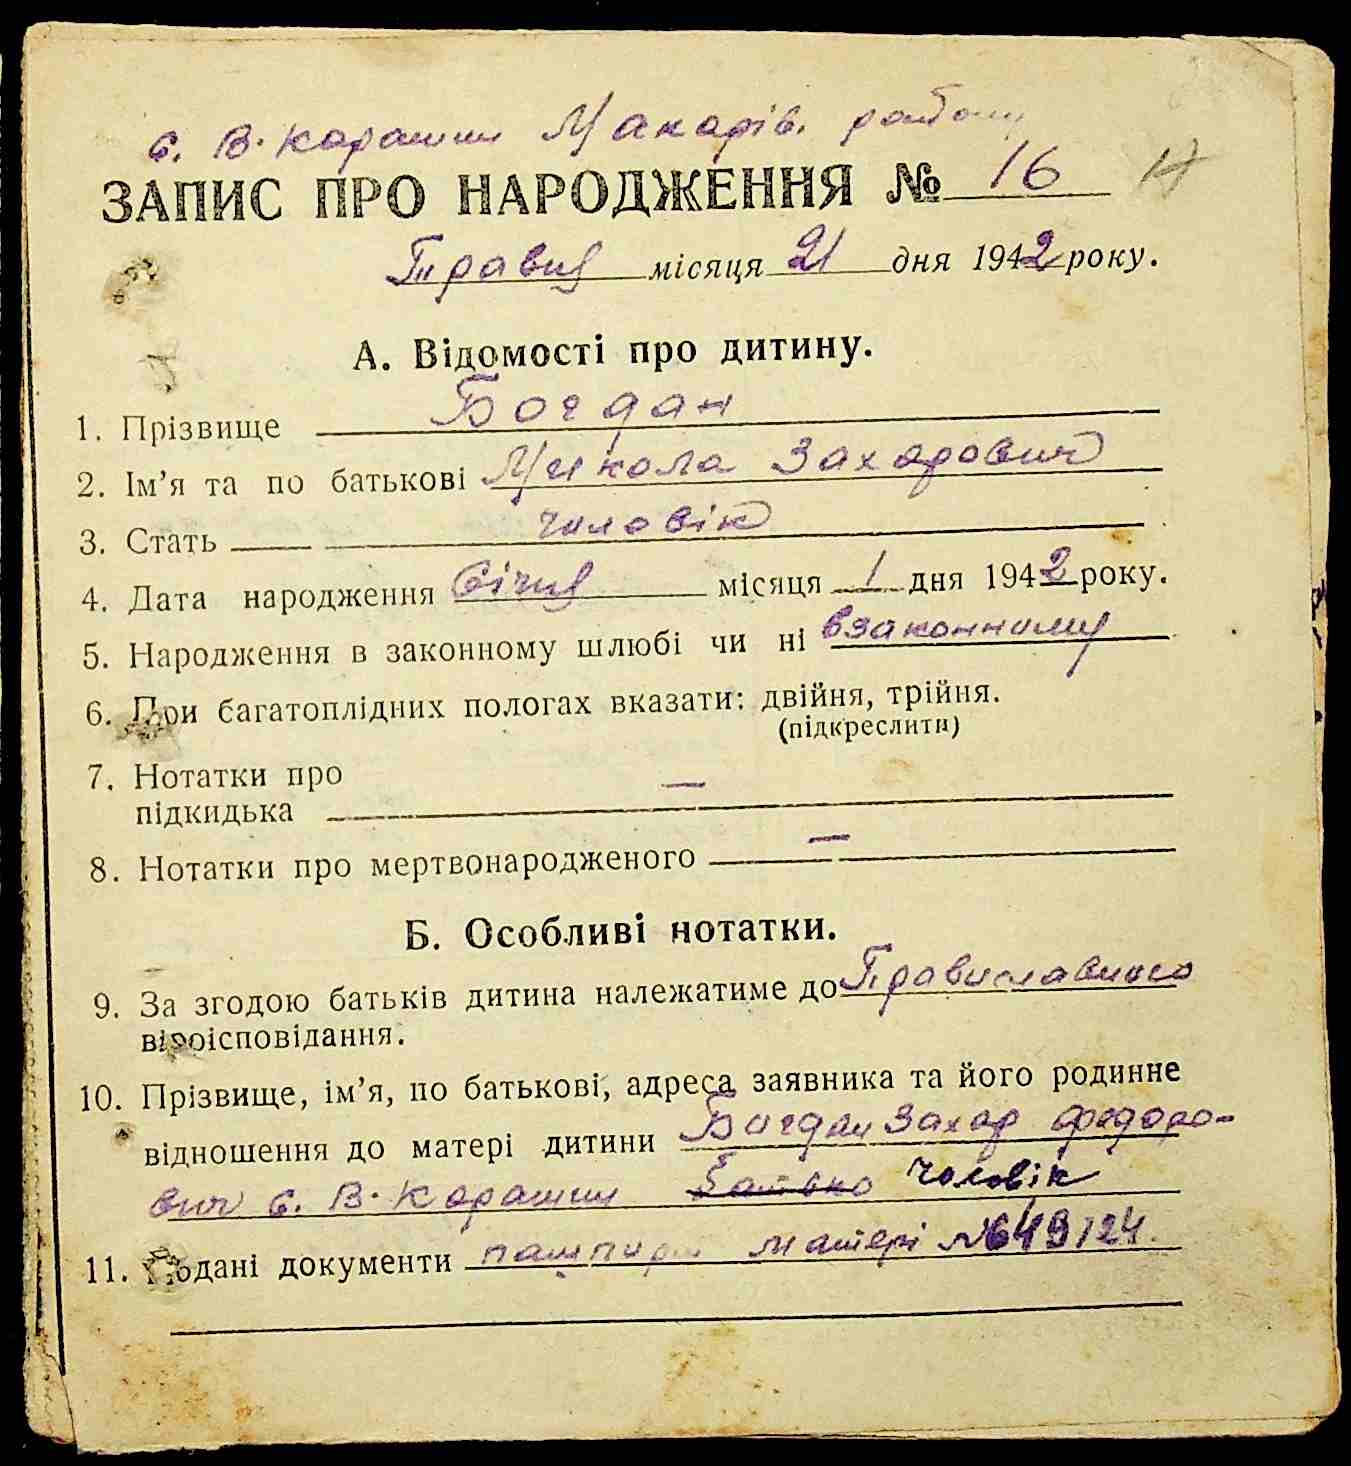 с. В. Карашин Макарів. району
ЗАПИС ПРО НАРОДЖЕННЯ № 16 17
Травня місяця 21 дня 1942 року.
А. Відомості про дитину.
1. Прізвище Богдан
2. Ім’я та по батькові Микола Захарович
3. Стать чоловік
4. Дата народження Січня місяця 1 дня 1942 року.
5. Народження в законному шлюбі чи ні взаконному
6. При багатоплідних пологах вказати: двійня, трійня.
(підкреслити)
7. Нотатки про
підкидька —
8. Нотатки про мертвонародженого —
Б. Особливі нотатки.
9. За згодою батьків дитина належатиме до Православного
віроісповідання.
10. Прізвище, ім’я, по батькові, адреса заявника та його родинне
відношення до матері дитини Богдан Захар Федоро-
вич с. В. Карашин батько чоловік
11. Подані документи пашпорт матері №649124